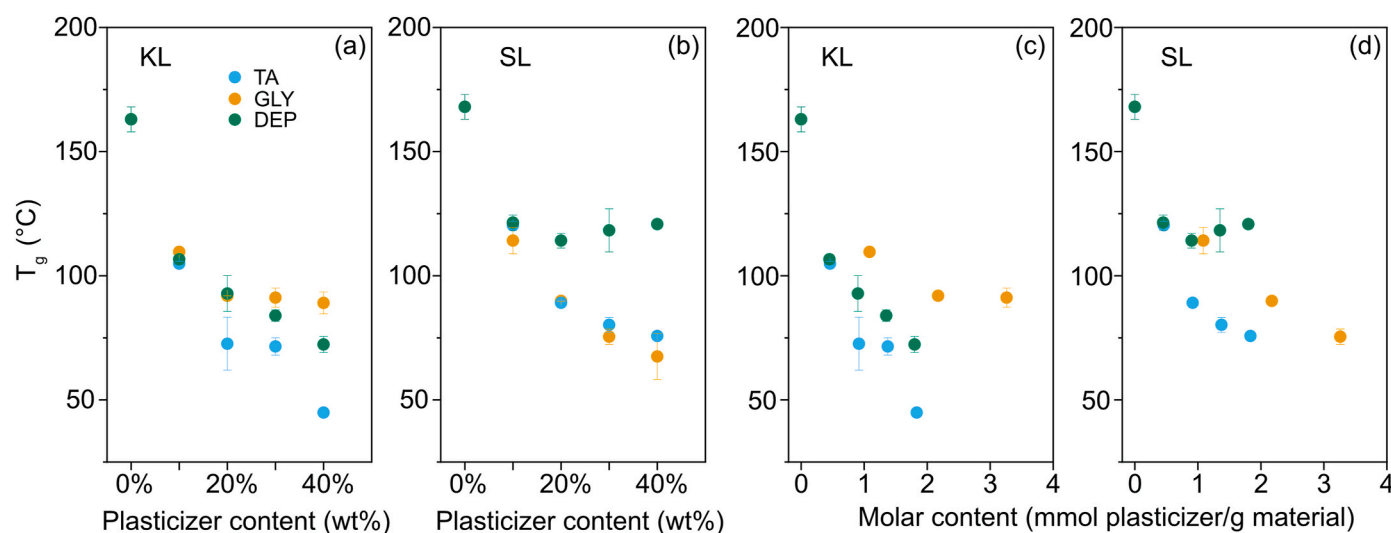 200
150
100
50
T_g (°C)
KL
(a)
TA
GLY
DEP
0% 20% 40%
Plasticizer content (wt%)
200
150
100
50
SL
(b)
0% 20% 40%
Plasticizer content (wt%)
200
150
100
50
KL
(c)
0 1 2 3 4
200
150
100
50
SL
(d)
0 1 2 3 4
Molar content (mmol plasticizer/g material)